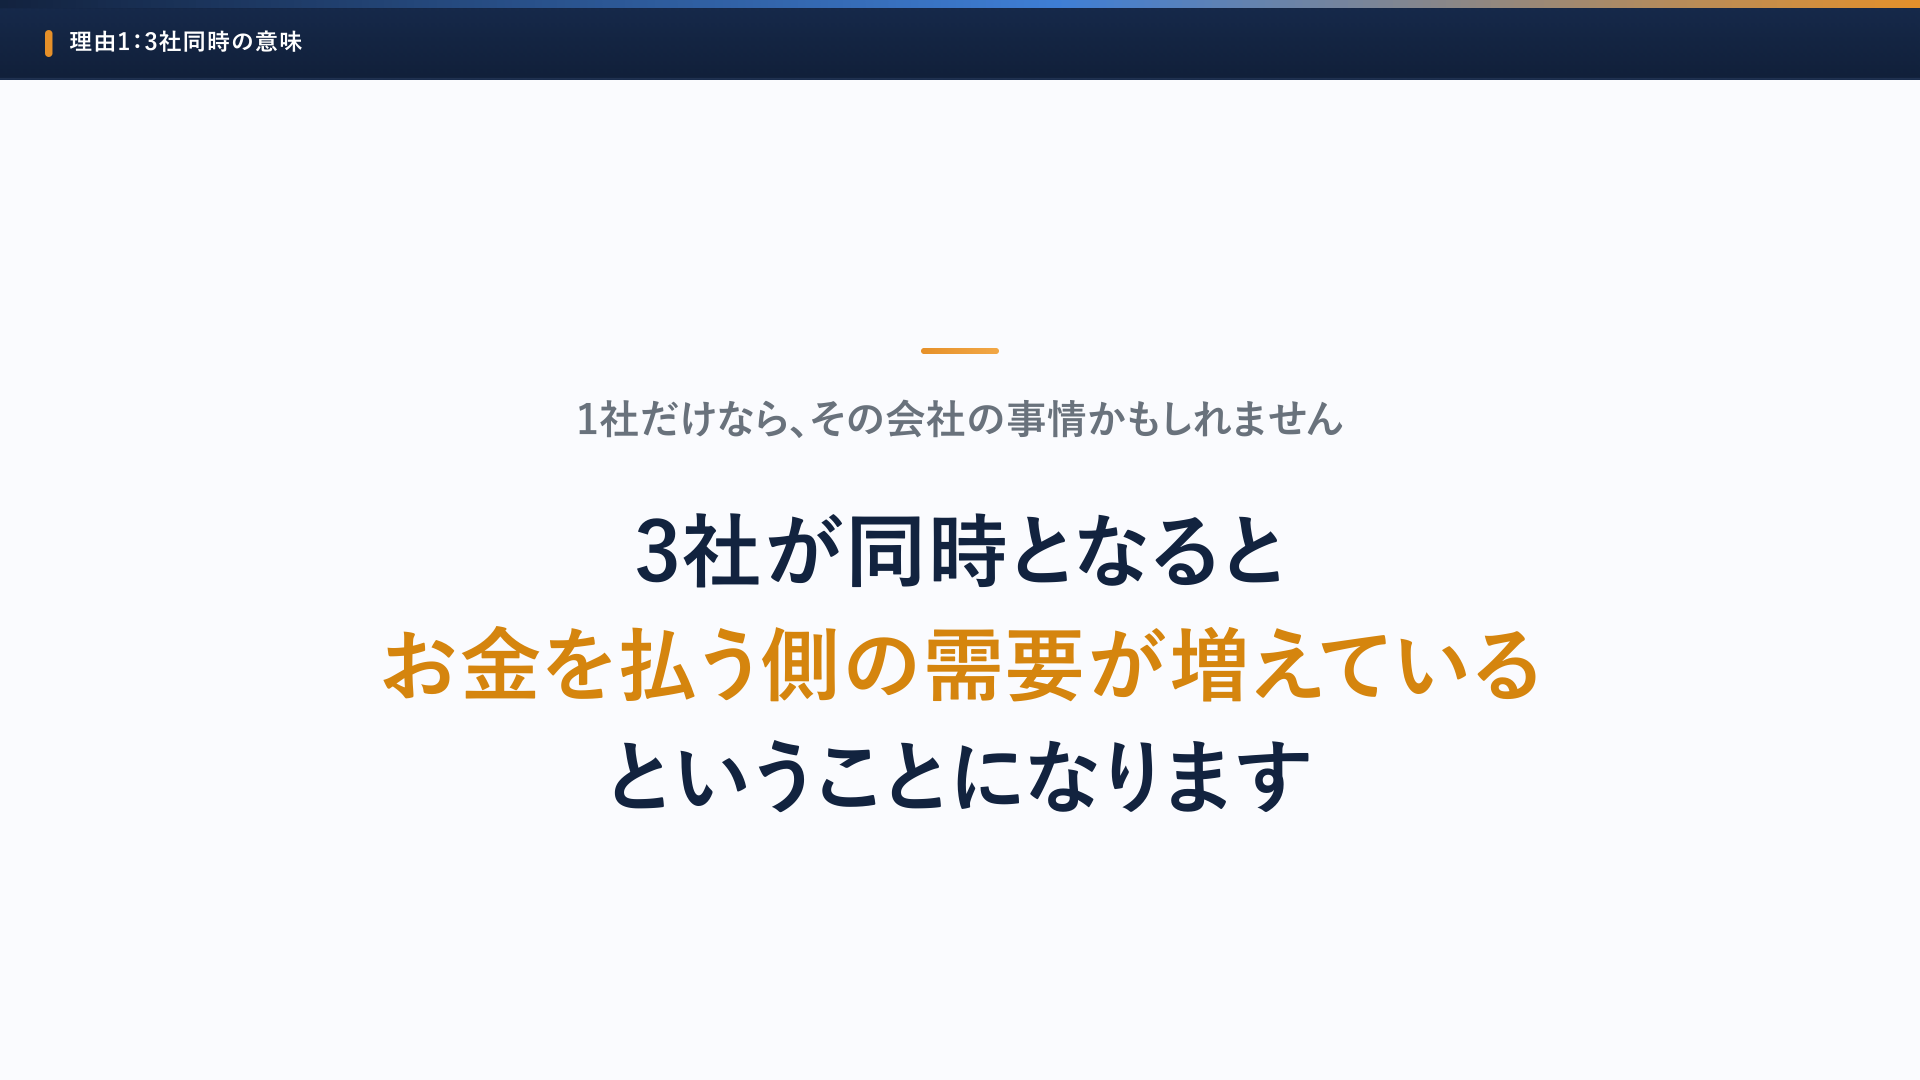 理由1：3社同時の意味
1社だけなら、その会社の事情かもしれません
3社が同時となると
お金を払う側の需要が増えている
ということになります